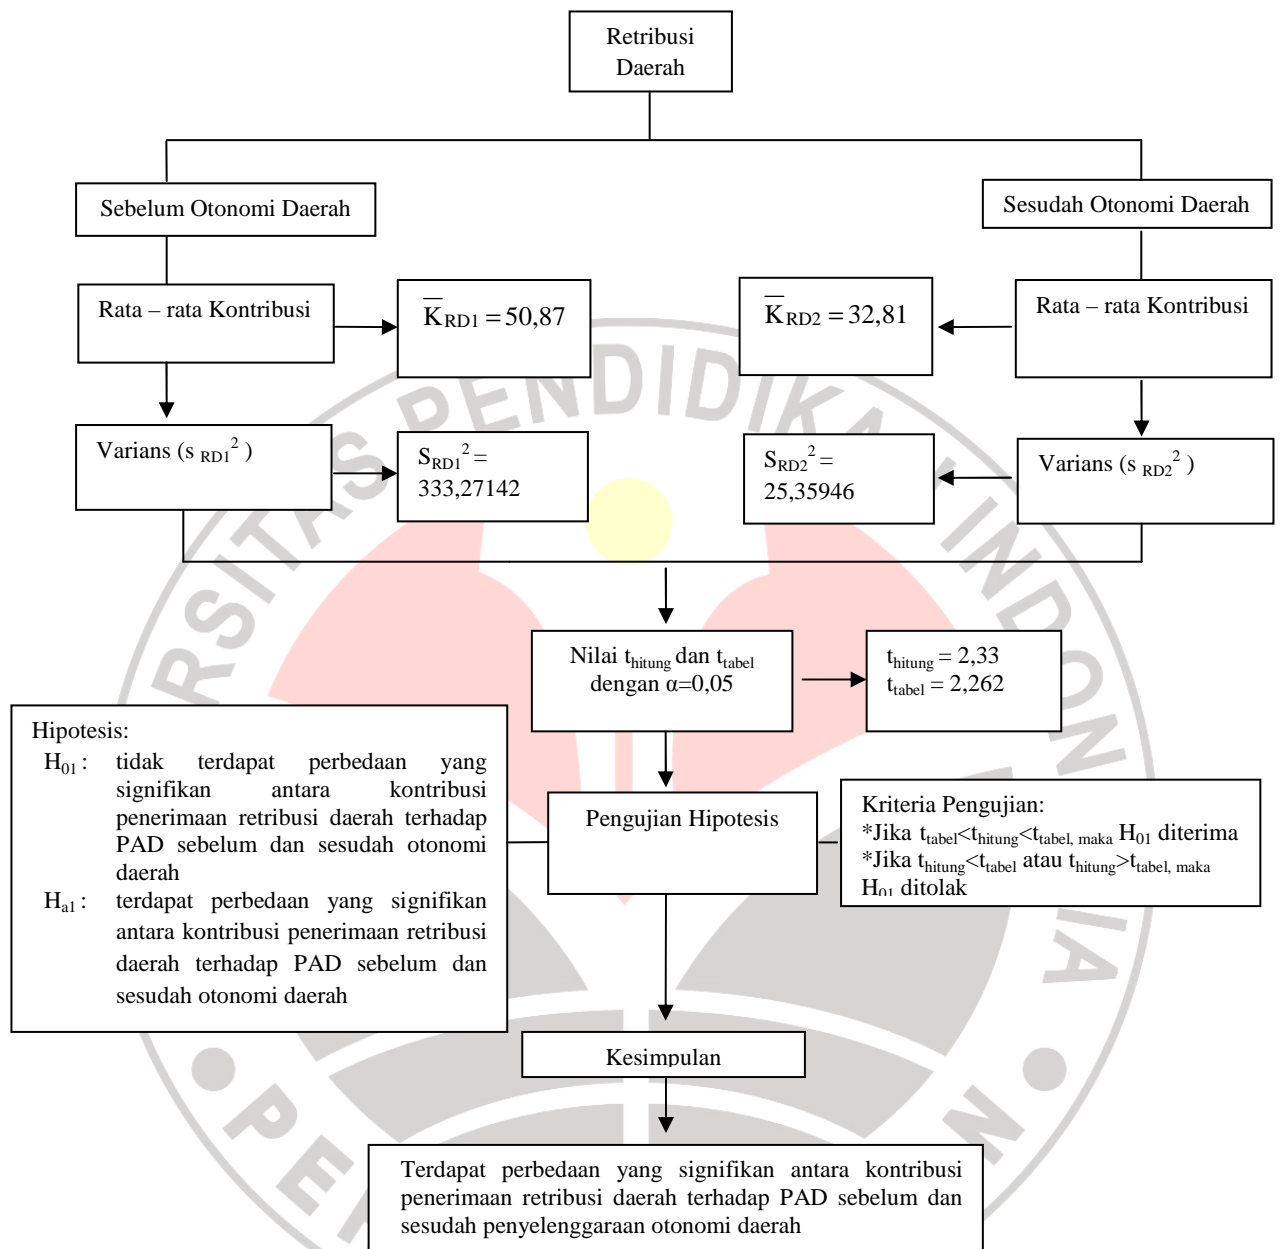 Retribusi
Daerah
Sebelum Otonomi Daerah
Sesudah Otonomi Daerah
Rata – rata Kontribusi
K̅RD1 = 50,87
K̅RD2 = 32,81
Rata – rata Kontribusi
Varians (s RD1² )
SRD1² =
333,27142
SRD2² =
25,35946
Varians (s RD2² )
Nilai thitung dan ttabel
dengan α=0,05
thitung = 2,33
ttabel = 2,262
Hipotesis:
H01 : tidak terdapat perbedaan yang
signifikan antara kontribusi
penerimaan retribusi daerah terhadap
PAD sebelum dan sesudah otonomi
daerah
Ha1 : terdapat perbedaan yang signifikan
antara kontribusi penerimaan retribusi
daerah terhadap PAD sebelum dan
sesudah otonomi daerah
Pengujian Hipotesis
Kriteria Pengujian:
*Jika ttabel<thitung<ttabel, maka H01 diterima
*Jika thitung<ttabel atau thitung>ttabel, maka
H01 ditolak
Kesimpulan
Terdapat perbedaan yang signifikan antara kontribusi
penerimaan retribusi daerah terhadap PAD sebelum dan
sesudah penyelenggaraan otonomi daerah
RSITAS PENDIDIKAN INDON
IA